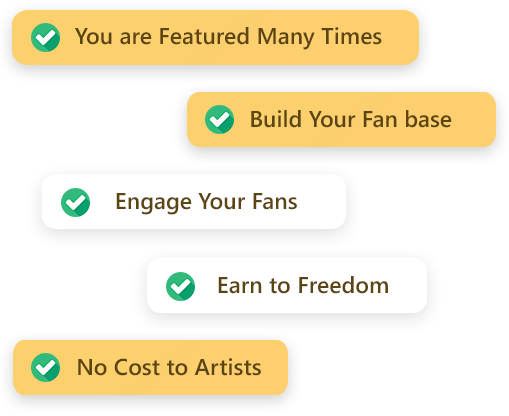 You are Featured Many Times
Build Your Fan base
Engage Your Fans
Earn to Freedom
No Cost to Artists